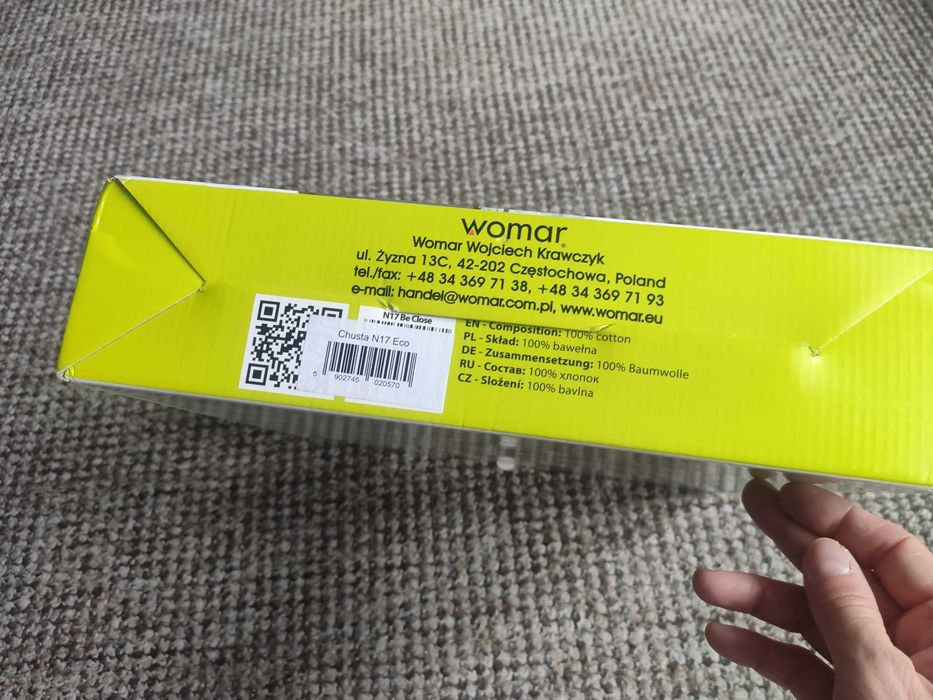 womar
Womar Wojciech Krawczyk
ul. Żyzna 13C, 42-202 Częstochowa, Poland
tel./fax: +48 34 369 71 38, +48 34 369 71 93
e-mail: handel@womar.com.pl, www.womar.eu
N17 Be Close
Chusta N17 Eco
5 902745 020570
EN - Composition: 100% cotton
PL - Skład: 100% bawełna
DE - Zusammensetzung: 100% Baumwolle
RU - Состав: 100% хлопок
CZ - Složení: 100% bavlna